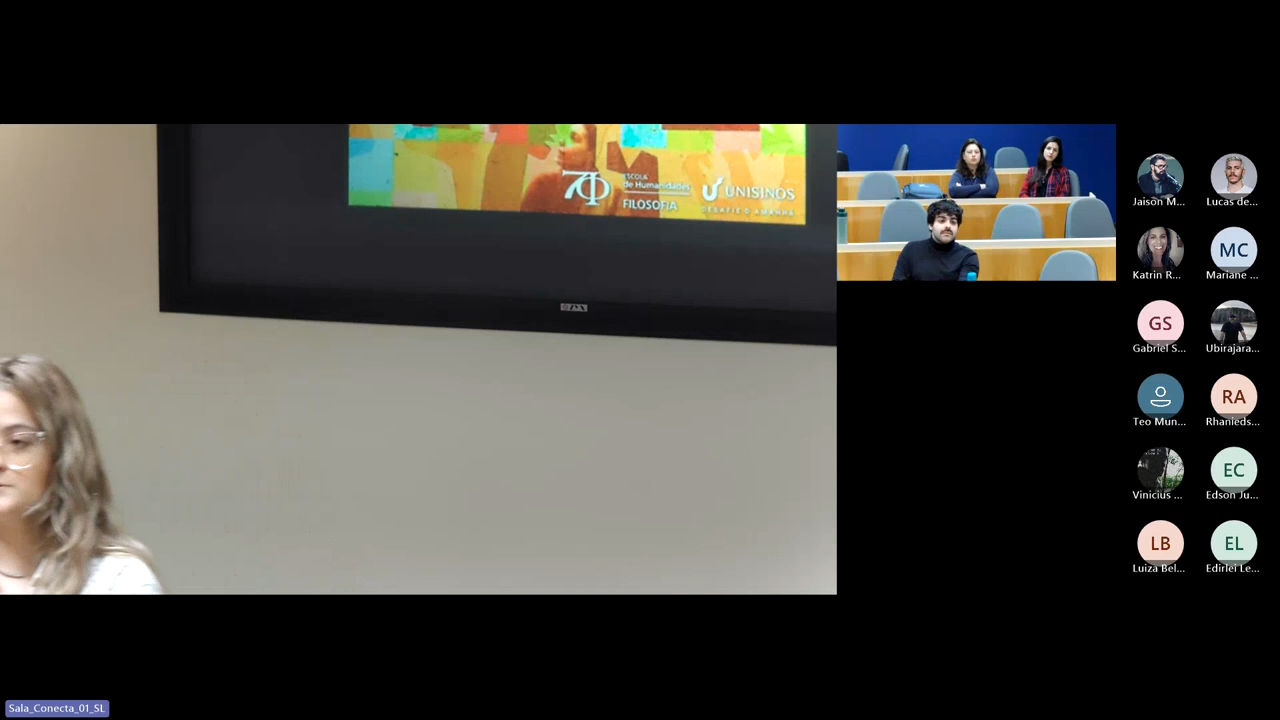 ESCOLA
de Humanidades
FILOSOFIA
UNISINOS
DESAFIE O AMANHÃ
Jaison M...
Lucas de...
Katrin R...
MC
Mariane ...
GS
Gabriel S...
Ubirajara...
Teo Mun...
RA
Rhanieds...
Vinicius ...
EC
Edson Ju...
LB
Luiza Bel...
EL
Edirlei Le...
Sala_Conecta_01_SL